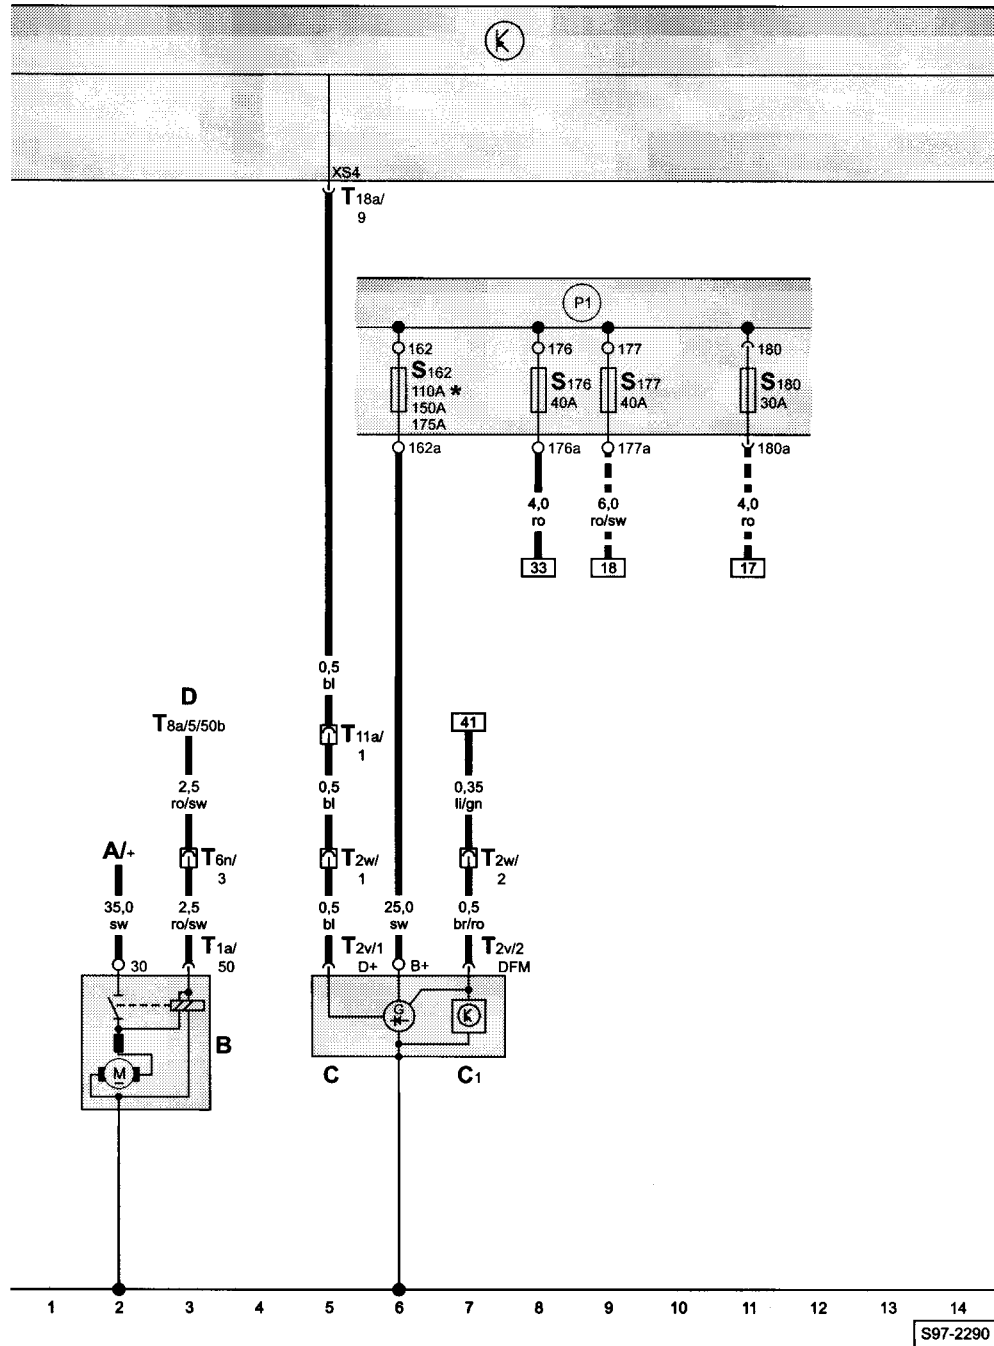 XS4
T18a/
9
P1
162
176
177
180
S162
110A *
150A
175A
S176
40A
S177
40A
S180
30A
162a
176a
177a
180a
4,0
ro
6,0
ro/sw
4,0
ro
33
18
17
0,5
bl
D
T8a/5/50b
T11a/
1
41
2,5
ro/sw
0,5
bl
0,35
li/gn
A/+
T6n/
3
T2w/
1
T2w/
2
35,0
sw
2,5
ro/sw
0,5
bl
25,0
sw
0,5
br/ro
T1a/
50
T2v/1
D+
B+
T2v/2
DFM
30
G
B
M
C
C1
1 2 3 4 5 6 7 8 9 10 11 12 13 14
S97-2290